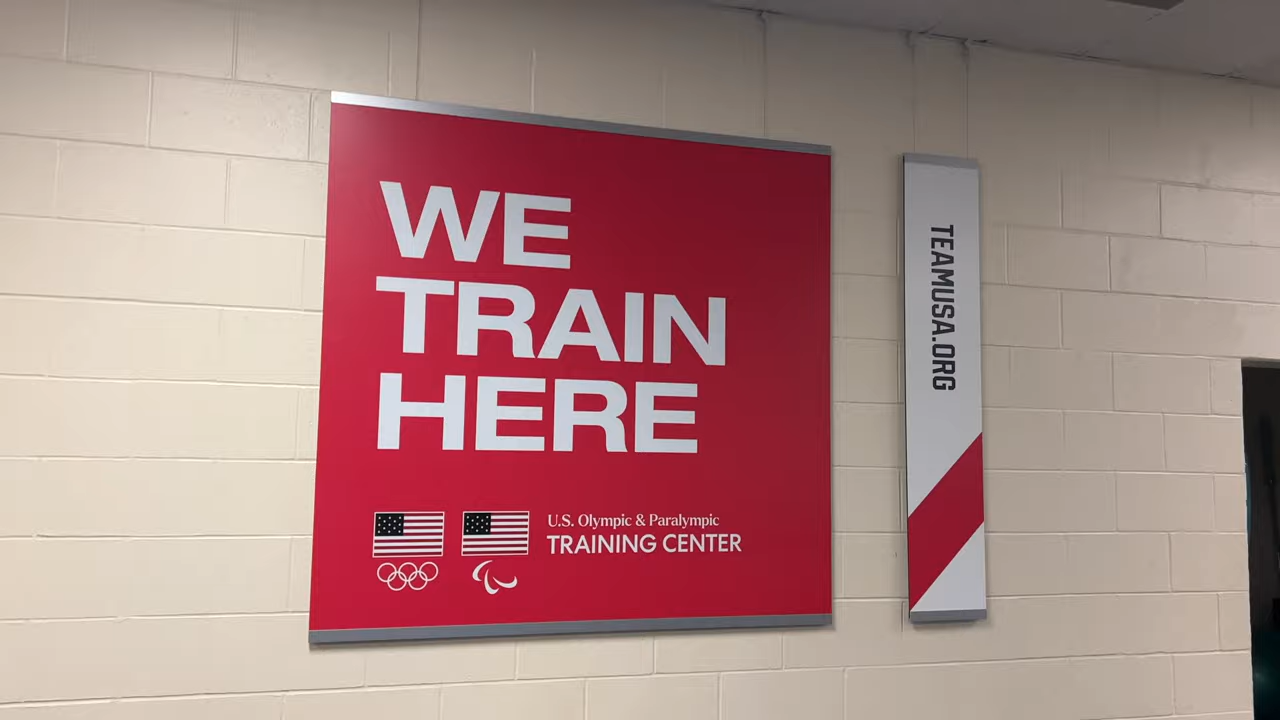 WE
TRAIN
HERE
U.S. Olympic & Paralympic
TRAINING CENTER
TEAMUSA.ORG